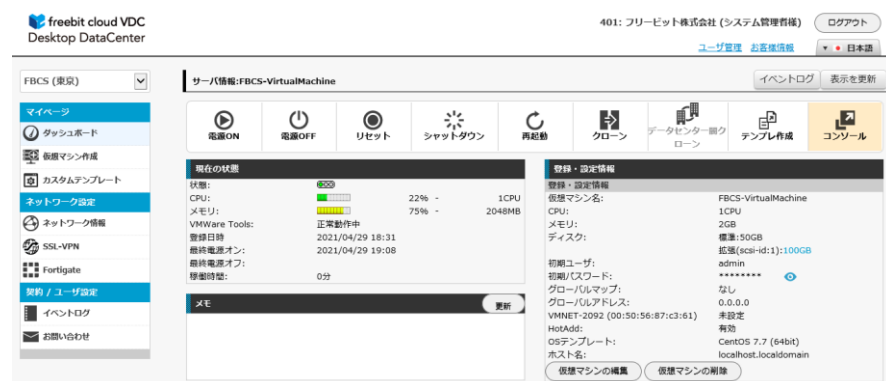 freebit cloud VDC
Desktop DataCenter
401: フリービット株式会社 (システム管理者様)
ログアウト
ユーザ管理 お客様情報
日本語
FBCS (東京)
サーバ情報:FBCS-VirtualMachine
イベントログ 表示を更新
マイページ
ダッシュボード
仮想マシン作成
カスタムテンプレート
ネットワーク設定
ネットワーク情報
SSL-VPN
Fortigate
契約 / ユーザ設定
イベントログ
お問い合わせ
電源ON
電源OFF
リセット
シャットダウン
再起動
クローン
データセンター間ク
ローン
テンプレ作成
コンソール
現在の状態
状態:
CPU: 22% - 1CPU
メモリ: 75% - 2048MB
VMWare Tools: 正常動作中
登録日時 2021/04/29 18:31
最終電源オン: 2021/04/29 19:08
最終電源オフ:
稼働時間: 0分
メモ
更新
登録・設定情報
登録・設定情報
仮想マシン名: FBCS-VirtualMachine
CPU: 1CPU
メモリ: 2GB
ディスク: 標準:50GB
拡張(scsi-id:1):100GB
初期ユーザ: admin
初期パスワード: ********
グローバルマップ: なし
グローバルアドレス: 0.0.0.0
VMNET-2092 (00:50:56:87:c3:61) 未設定
HotAdd: 有効
OSテンプレート: CentOS 7.7 (64bit)
ホスト名: localhost.localdomain
仮想マシンの編集 仮想マシンの削除